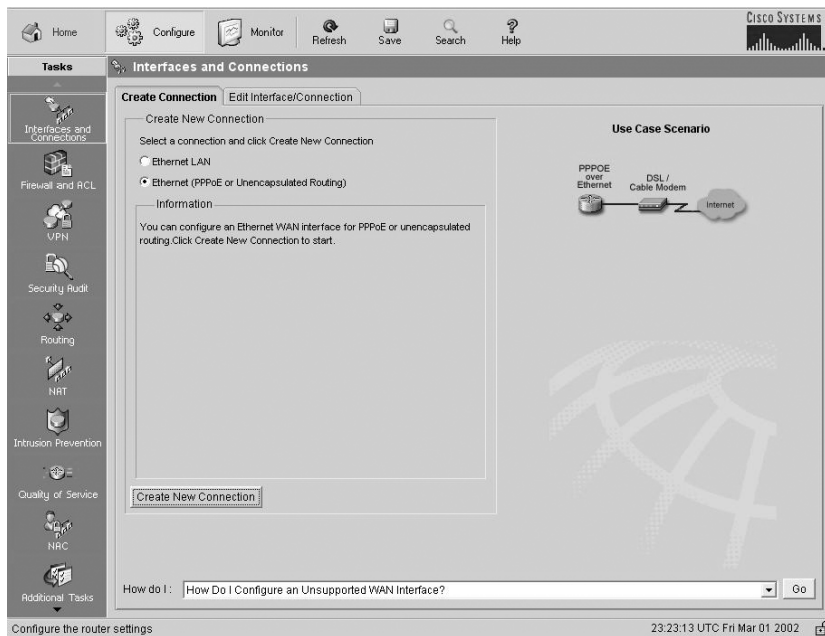 Home
Configure
Monitor
Refresh
Save
Search
Help
CISCO SYSTEMS
Tasks
Interfaces and Connections
Interfaces and
Connections
Firewall and ACL
VPN
Security Audit
Routing
NAT
Intrusion Prevention
Quality of Service
NAC
Additional Tasks
Create Connection
Edit Interface/Connection
Create New Connection
Select a connection and click Create New Connection
Ethernet LAN
Ethernet (PPPoE or Unencapsulated Routing)
Information
You can configure an Ethernet WAN interface for PPPoE or unencapsulated
routing.Click Create New Connection to start.
Create New Connection
Use Case Scenario
PPPOE
over
Ethernet
DSL /
Cable Modem
Internet
How do I :
How Do I Configure an Unsupported WAN Interface?
Go
Configure the router settings
23:23:13 UTC Fri Mar 01 2002